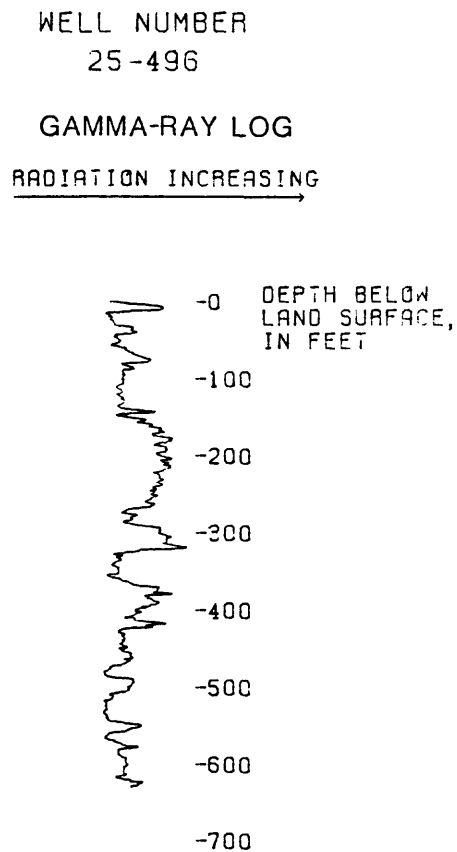 WELL NUMBER
25-496
GAMMA-RAY LOG
RADIATION INCREASING
-0 DEPTH BELOW
LAND SURFACE,
IN FEET
-100
-200
-300
-400
-500
-600
-700